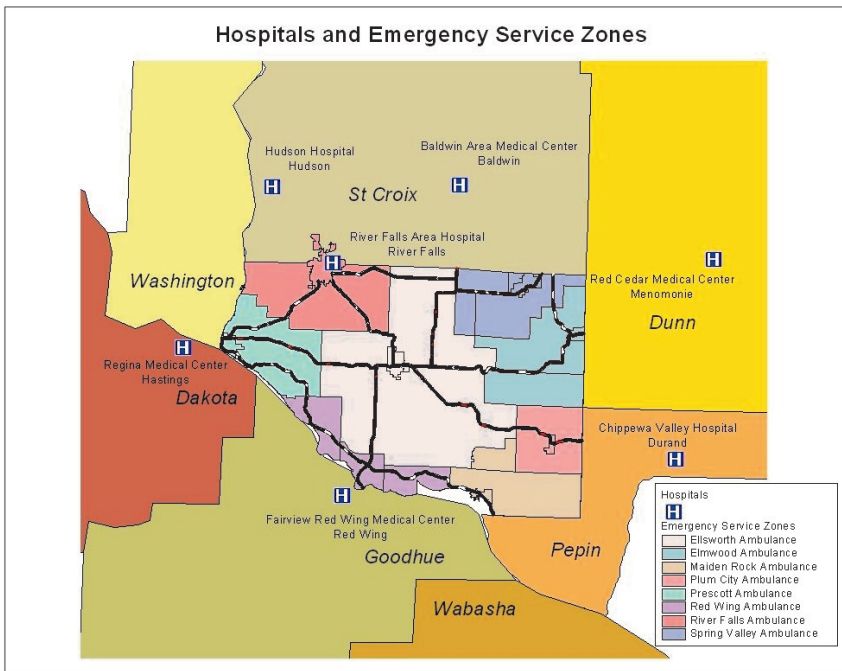 Hospitals and Emergency Service Zones
Hudson Hospital
Hudson
Baldwin Area Medical Center
Baldwin
H
H
St Croix
River Falls Area Hospital
River Falls
H
Washington
H
Red Cedar Medical Center
Menomonie
Dunn
H
Regina Medical Center
Hastings
Dakota
Chippewa Valley Hospital
Durand
H
H
Fairview Red Wing Medical Center
Red Wing
Goodhue
Pepin
Wabasha
Hospitals
H
Emergency Service Zones
Ellsworth Ambulance
Elmwood Ambulance
Maiden Rock Ambulance
Plum City Ambulance
Prescott Ambulance
Red Wing Ambulance
River Falls Ambulance
Spring Valley Ambulance